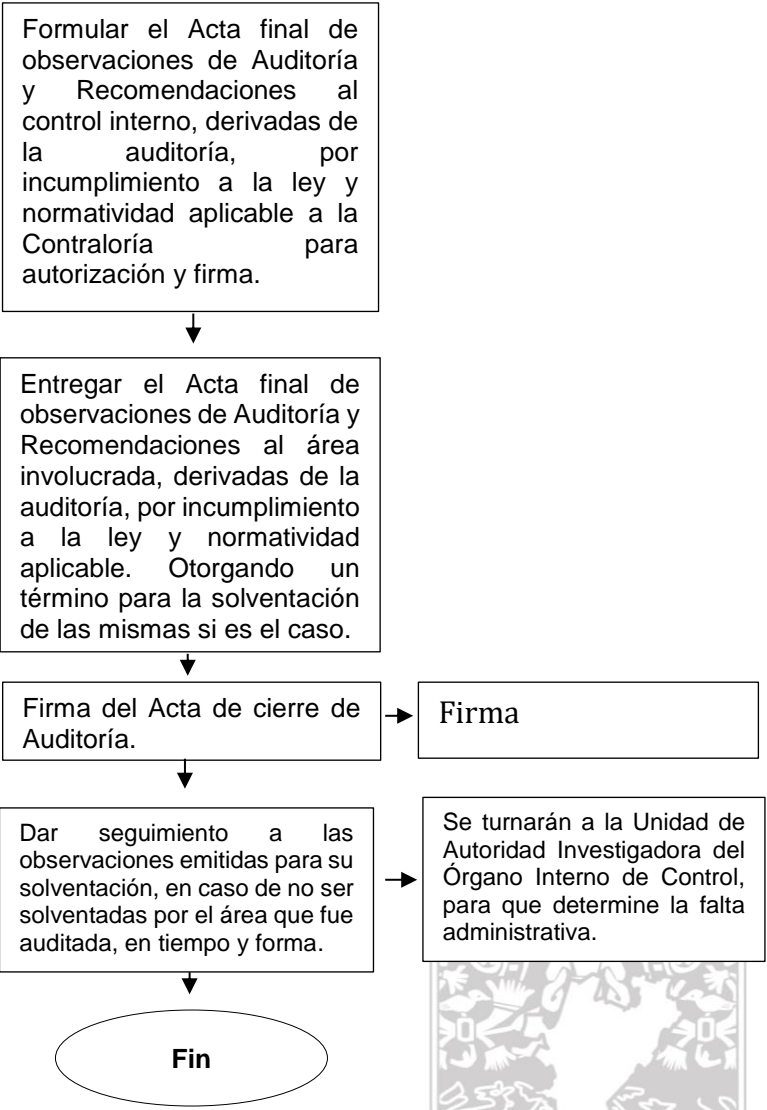 Formular el Acta final de
observaciones de Auditoría
y Recomendaciones al
control interno, derivadas de
la auditoría, por
incumplimiento a la ley y
normatividad aplicable a la
Contraloría para
autorización y firma.
Entregar el Acta final de
observaciones de Auditoría y
Recomendaciones al área
involucrada, derivadas de la
auditoría, por incumplimiento
a la ley y normatividad
aplicable. Otorgando un
término para la solventación
de las mismas si es el caso.
Firma del Acta de cierre de
Auditoría.
Firma
Dar seguimiento a las
observaciones emitidas para su
solventación, en caso de no ser
solventadas por el área que fue
auditada, en tiempo y forma.
Se turnarán a la Unidad de
Autoridad Investigadora del
Órgano Interno de Control,
para que determine la falta
administrativa.
Fin